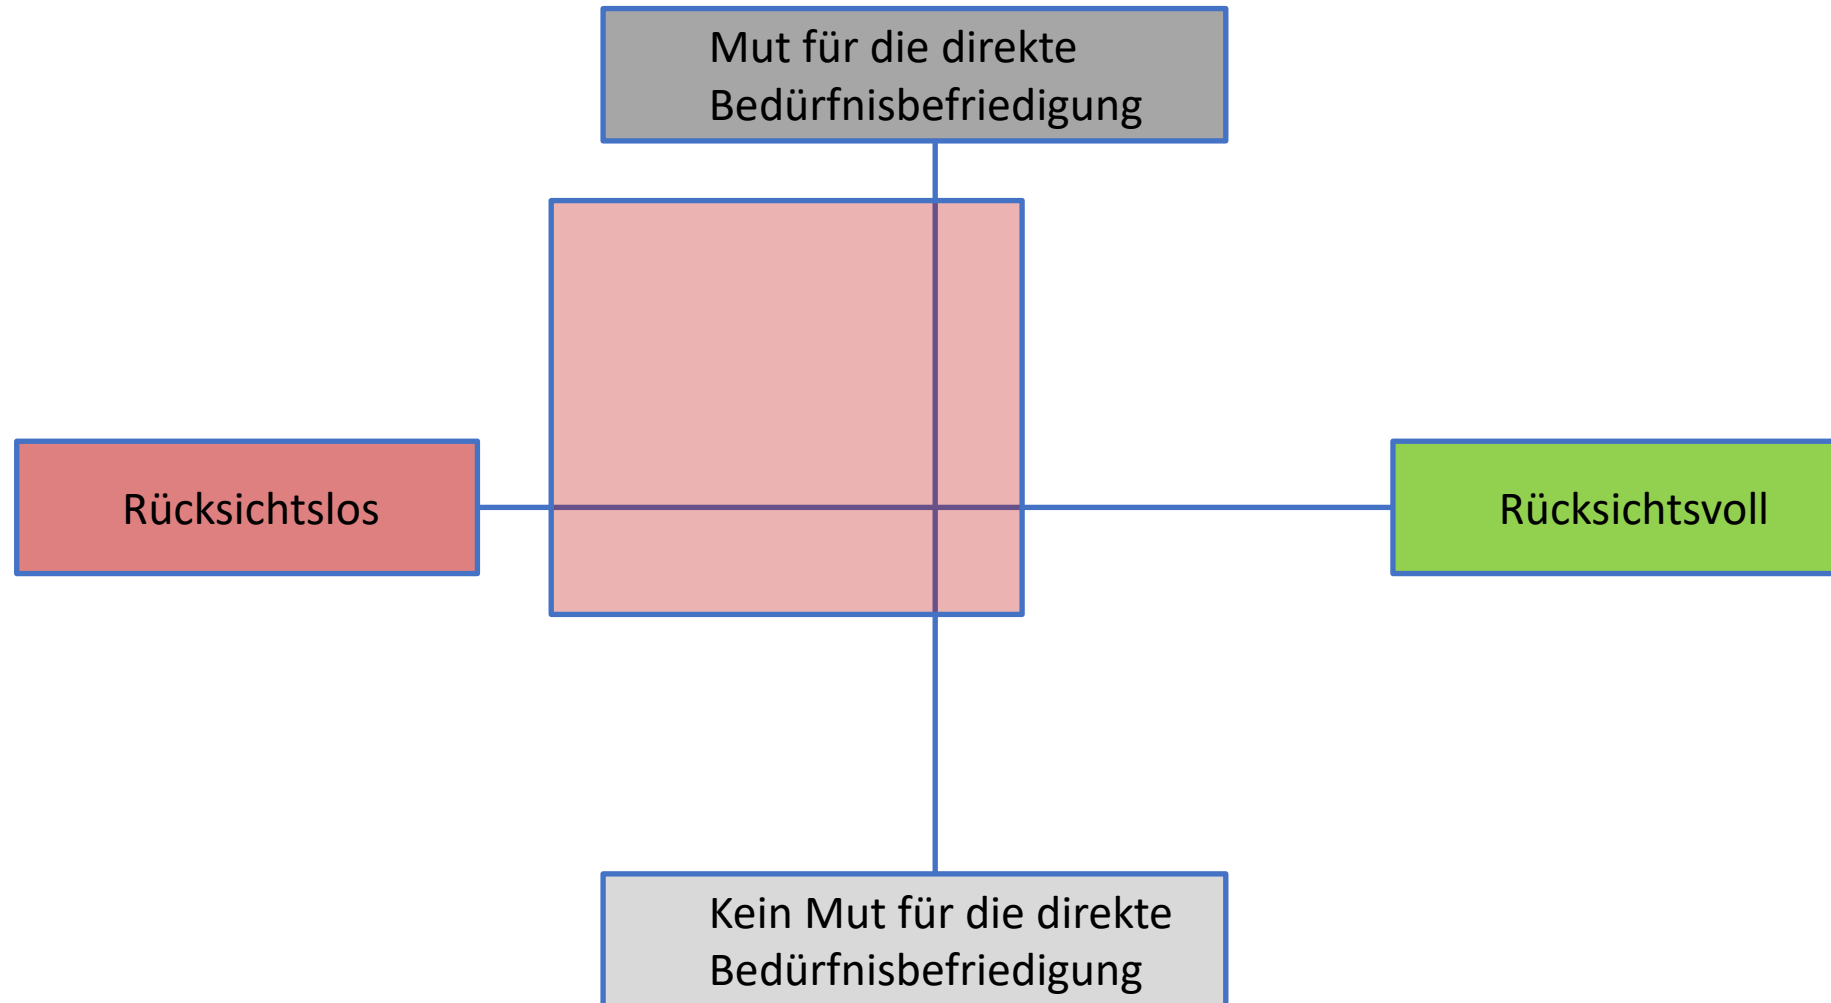 Mut für die direkte
Bedürfnisbefriedigung
Rücksichtslos
Rücksichtsvoll
Kein Mut für die direkte
Bedürfnisbefriedigung